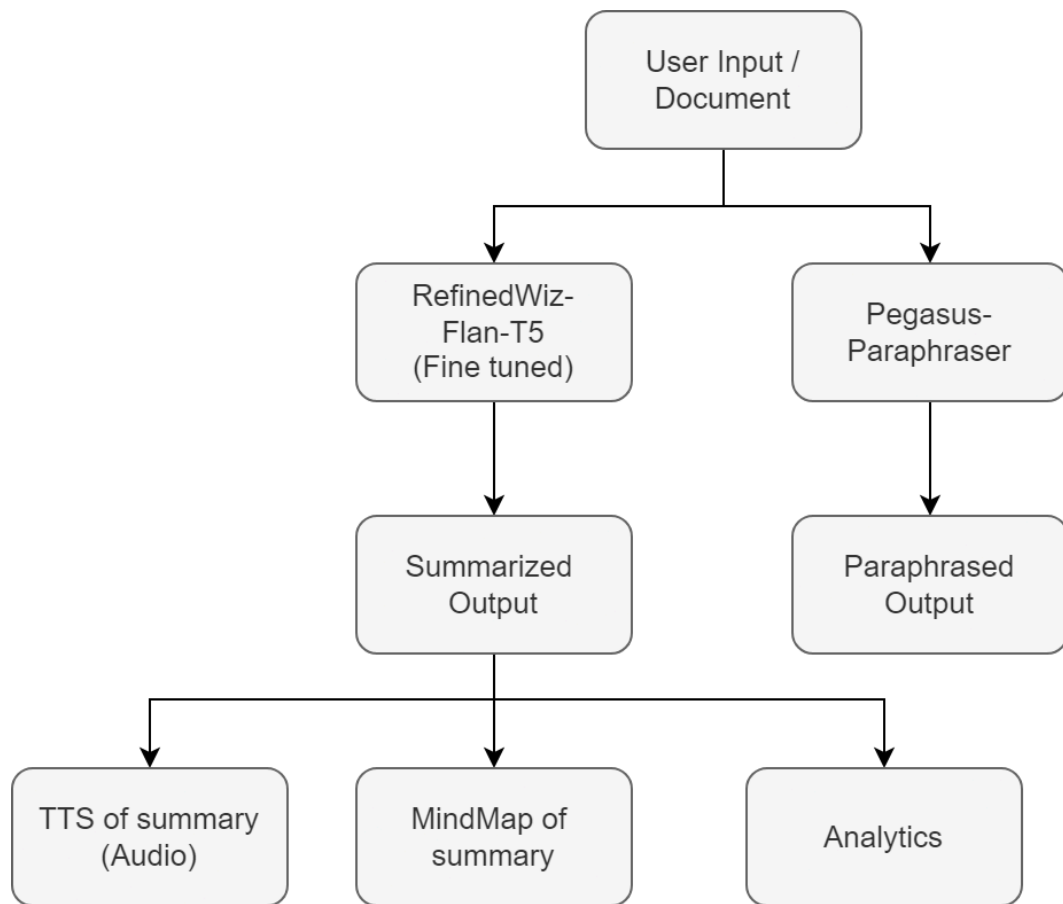 User Input /
Document
RefinedWiz-
Flan-T5
(Fine tuned)
Pegasus-
Paraphraser
Summarized
Output
Paraphrased
Output
TTS of summary
(Audio)
MindMap of
summary
Analytics